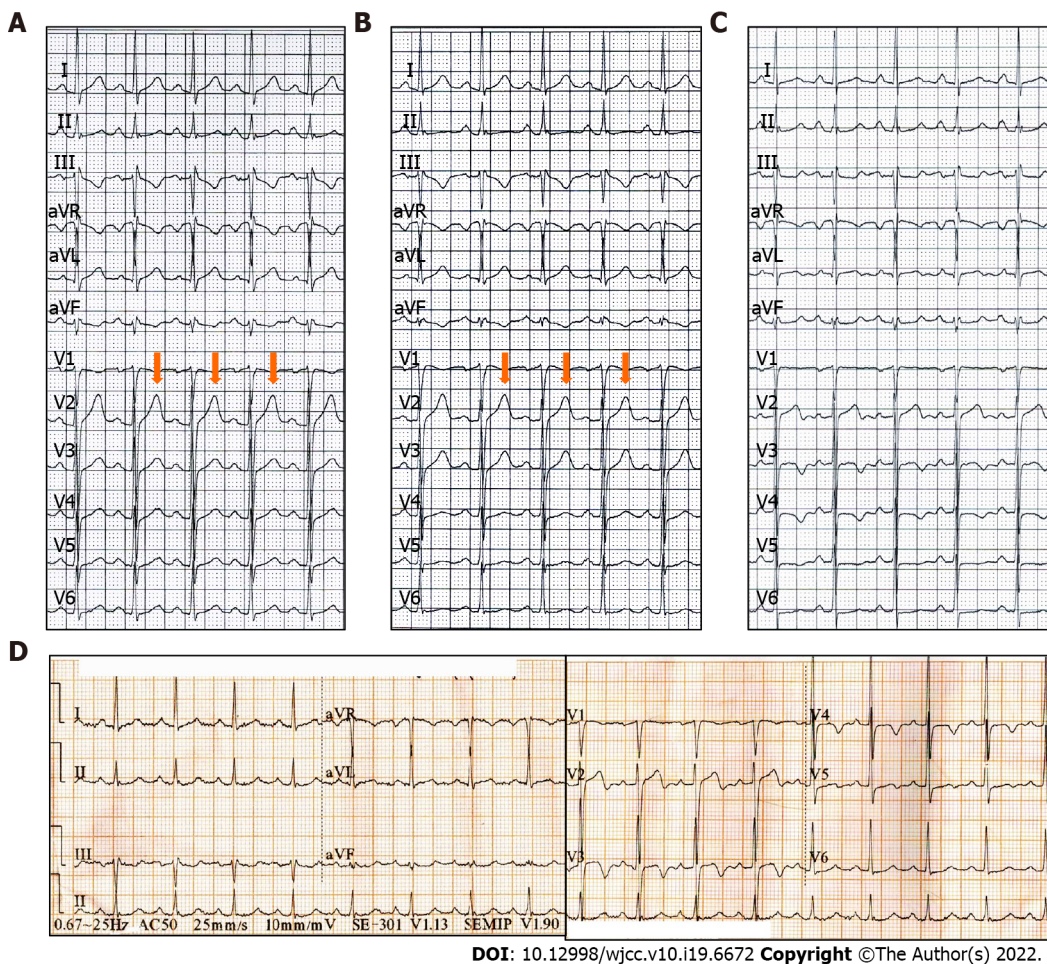 A
B
C
I
II
III
aVR
aVL
aVF
V1
V2
V3
V4
V5
V6
I
II
III
aVR
aVL
aVF
V1
V2
V3
V4
V5
V6
I
II
III
aVR
aVL
aVF
V1
V2
V3
V4
V5
V6
D
I
aVR
II
aVL
III
aVF
II
V1
V4
V2
V5
V3
V6
0.67~25Hz AC50 25mm/s 10mm/mV SE-301 V1.13 SEMIP V1.90
DOI: 10.12998/wjcc.v10.i19.6672 Copyright ©The Author(s) 2022.